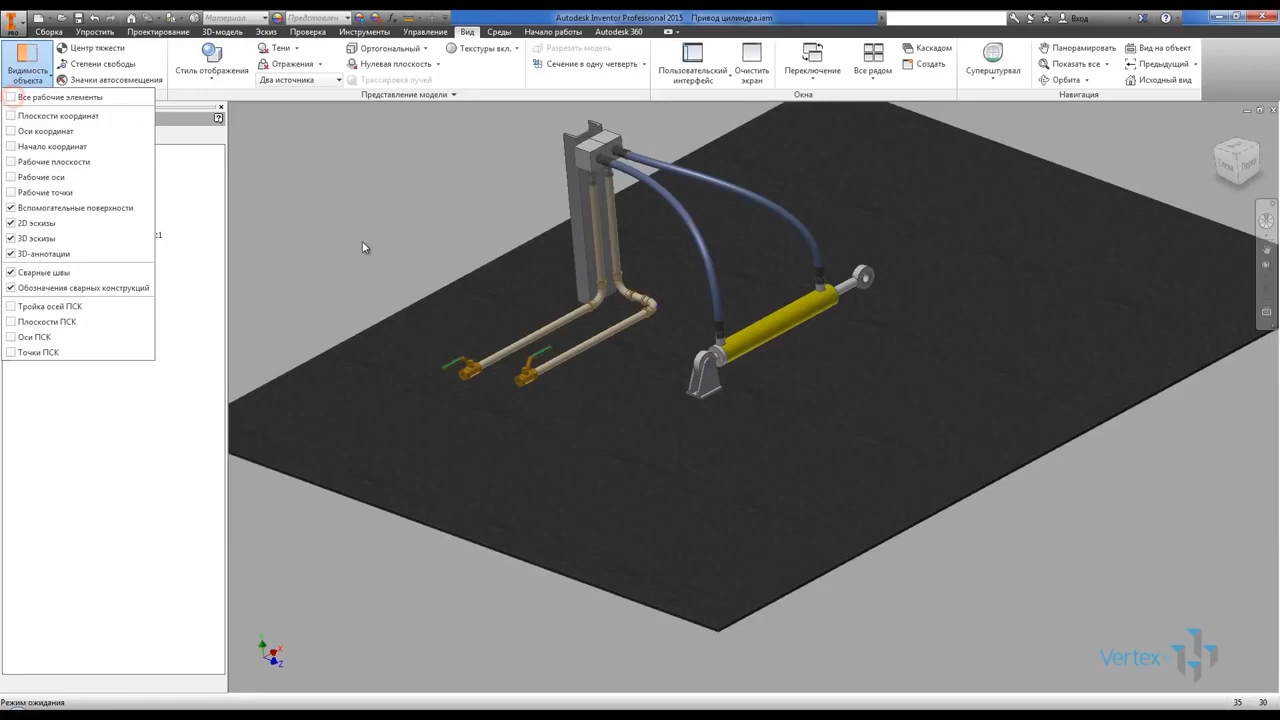 Материал
Представлен
Autodesk Inventor Professional 2015 Привод цилиндра.iam
Вход
PRO
Сборка Упростить Проектирование 3D-модель Эскиз Проверка Инструменты Управление Вид Среды Начало работы Autodesk 360
Видимость объекта
Центр тяжести
Степени свободы
Значки автосовмещения
Стиль отображения
Тени
Отражения
Два источника
Ортогональный
Нулевая плоскость
Трассировка лучей
Текстуры вкл.
Представление модели
Разрезать модель
Сечение в одну четверть
Пользовательский интерфейс
Очистить экран
Переключение
Все рядом
Каскадом
Создать
Окна
Суперштурвал
Панорамировать
Показать все
Орбита
Вид на объект
Предыдущий
Исходный вид
Навигация
Все рабочие элементы
Плоскости координат
Оси координат
Начало координат
Рабочие плоскости
Рабочие оси
Рабочие точки
Вспомогательные поверхности
2D эскизы
3D эскизы
3D-аннотации
Сварные швы
Обозначения сварных конструкций
Тройка осей ПСК
Плоскости ПСК
Оси ПСК
Точки ПСК
:1
Слева
Перед
X
Z
Vertex
Режим ожидания
35 30